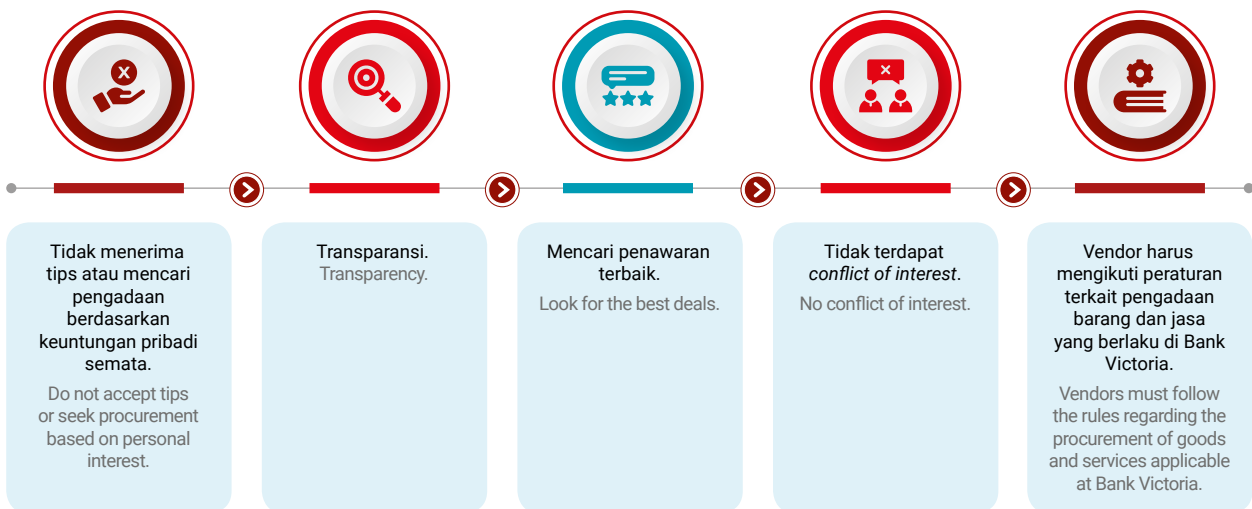 Tidak menerima
tips atau mencari
pengadaan
berdasarkan
keuntungan pribadi
semata.
Do not accept tips
or seek procurement
based on personal
interest.
Transparansi.
Transparency.
Mencari penawaran
terbaik.
Look for the best deals.
Tidak terdapat
conflict of interest.
No conflict of interest.
Vendor harus
mengikuti peraturan
terkait pengadaan
barang dan jasa
yang berlaku di Bank
Victoria.
Vendors must follow
the rules regarding the
procurement of goods
and services applicable
at Bank Victoria.